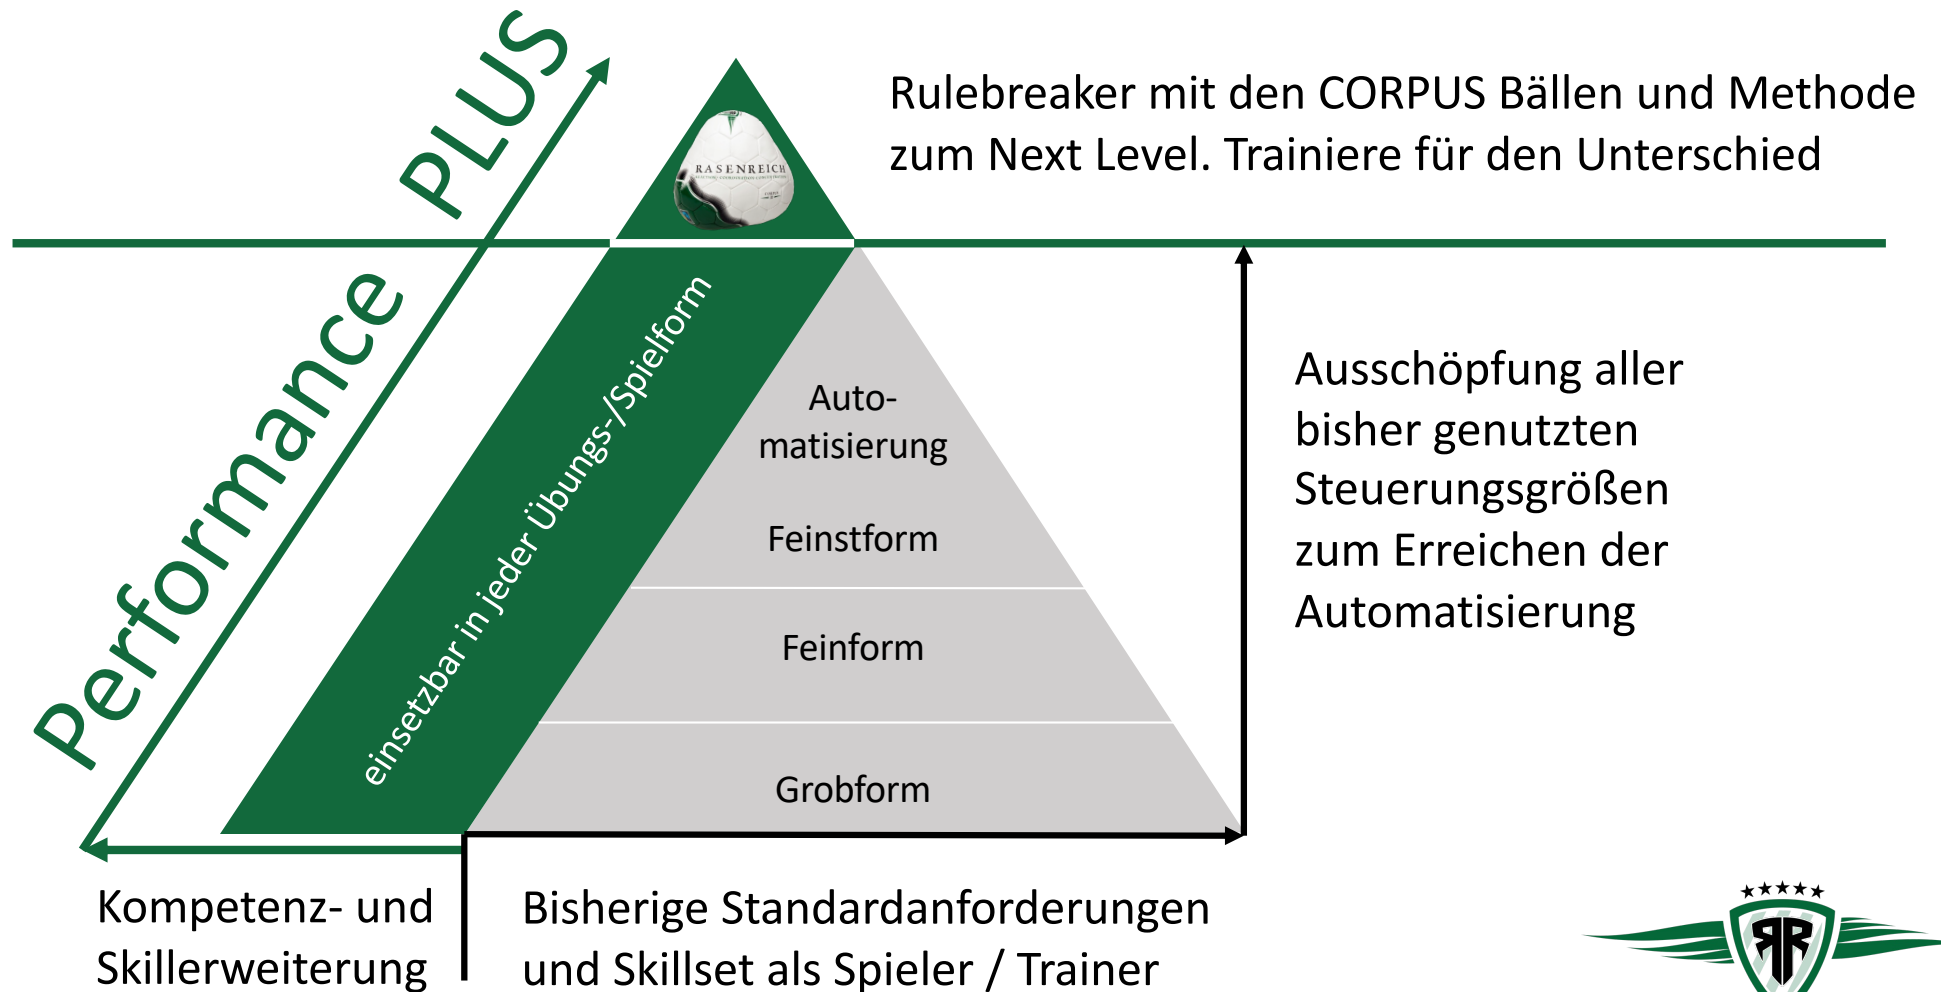 Performance PLUS
Rulebreaker mit den CORPUS Bällen und Methode
zum Next Level. Trainiere für den Unterschied
RASENREICH
einsetzbar in jeder Übungs-/Spielform
Auto-
matisierung
Feinstform
Feinform
Grobform
Ausschöpfung aller
bisher genutzten
Steuerungsgrößen
zum Erreichen der
Automatisierung
Kompetenz- und
Skillerweiterung
Bisherige Standardanforderungen
und Skillset als Spieler / Trainer